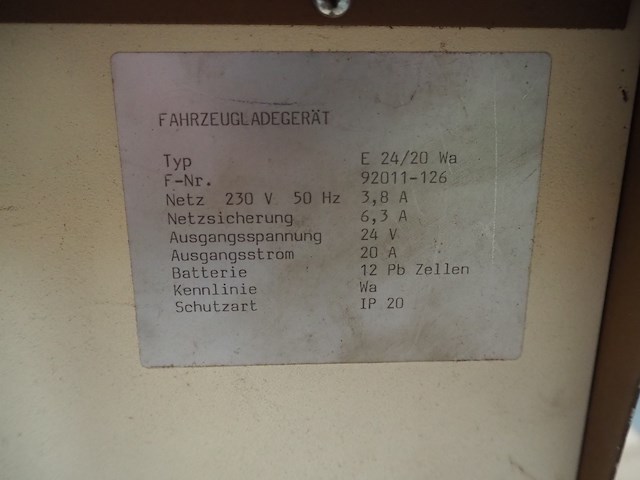 FAHRZEUGLADEGERÄT
Typ E 24/20 Wa
F-Nr. 92011-126
Netz 230 V 50 Hz 3,8 A
Netzsicherung 6,3 A
Ausgangsspannung 24 V
Ausgangsstrom 20 A
Batterie 12 Pb Zellen
Kennlinie Wa
Schutzart IP 20